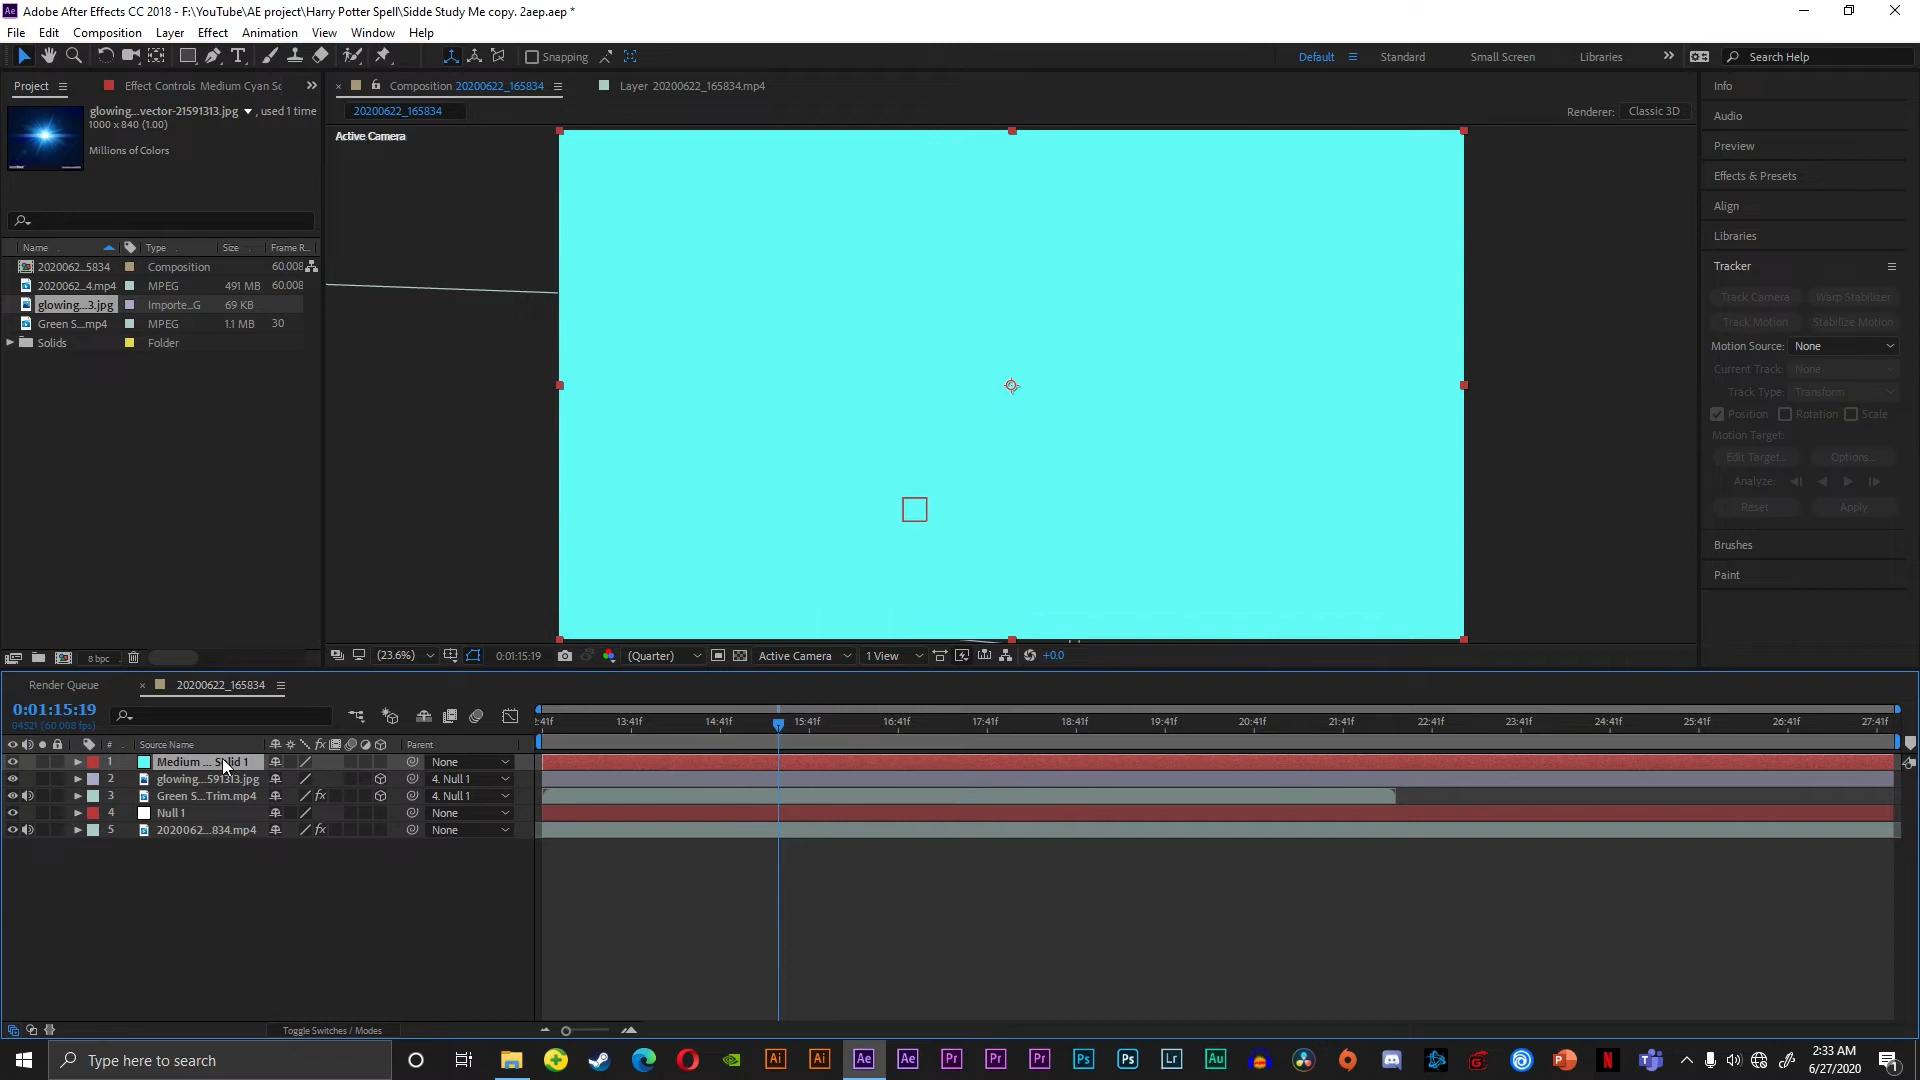 Adobe After Effects CC 2018 - F:\YouTube\AE project\Harry Potter Spell\Sidde Study Me copy. 2aep.aep *
File Edit Composition Layer Effect Animation View Window Help
Snapping Default Standard Small Screen Libraries Search Help
Project Effect Controls Medium Cyan Sc Composition 20200622_165834 Layer 20200622_165834.mp4 Info
glowing...vector-21591313.jpg , used 1 time
1000 x 840 (1.00)
20200622_165834 Renderer: Classic 3D
Active Camera
Audio
Millions of Colors
Preview
Effects & Presets
Align
Libraries
Tracker
Track Camera Warp Stabilizer
Track Motion Stabilize Motion
Motion Source: None
Current Track: None
Track Type: Transform
Position Rotation Scale
Motion Target:
Edit Target... Options...
Analyze:
Reset Apply
Brushes
Paint
Name Type Size Frame R...
2020062...5834 Composition 60.008
2020062...4.mp4 MPEG 491 MB 60.008
glowing...3.jpg Importe...G 69 KB
Green S....mp4 MPEG 1.1 MB 30
Solids Folder
8 bpc (23.6%) 0:01:15:19 (Quarter) Active Camera 1 View +0.0
Render Queue 20200622_165834
0:01:15:19
04521 (60.008 fps)
2:41f 13:41f 14:41f 15:41f 16:41f 17:41f 18:41f 19:41f 20:41f 21:41f 22:41f 23:41f 24:41f 25:41f 26:41f 27:41f
# Source Name Parent
1 Medium ... Solid 1 None
2 glowing...591313.jpg 4. Null 1
3 Green S...Trim.mp4 4. Null 1
4 Null 1 None
5 2020062...834.mp4 None
Toggle Switches / Modes
Type here to search
2:33 AM
6/27/2020